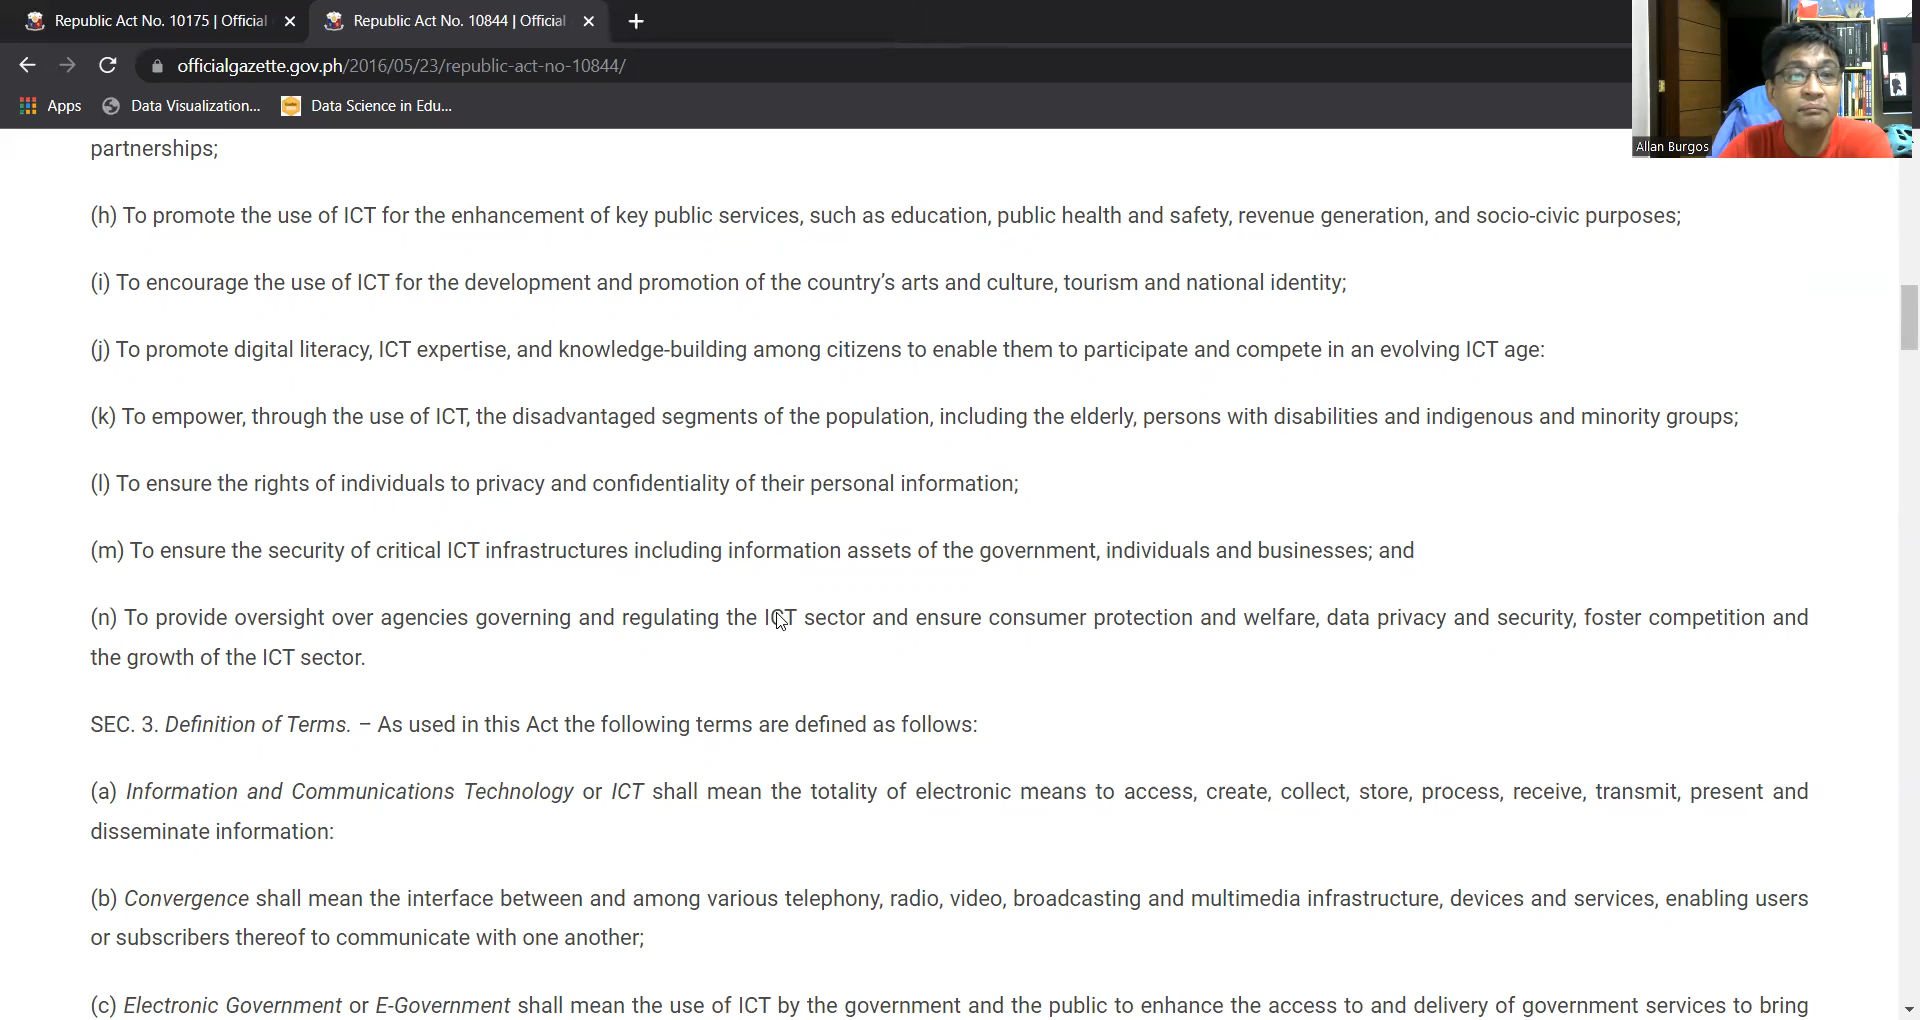 Republic Act No. 10175 | Official
Republic Act No. 10844 | Official
officialgazette.gov.ph/2016/05/23/republic-act-no-10844/
Apps
Data Visualization...
Data Science in Edu...
Allan Burgos
partnerships;
(h) To promote the use of ICT for the enhancement of key public services, such as education, public health and safety, revenue generation, and socio-civic purposes;
(i) To encourage the use of ICT for the development and promotion of the country’s arts and culture, tourism and national identity;
(j) To promote digital literacy, ICT expertise, and knowledge-building among citizens to enable them to participate and compete in an evolving ICT age:
(k) To empower, through the use of ICT, the disadvantaged segments of the population, including the elderly, persons with disabilities and indigenous and minority groups;
(l) To ensure the rights of individuals to privacy and confidentiality of their personal information;
(m) To ensure the security of critical ICT infrastructures including information assets of the government, individuals and businesses; and
(n) To provide oversight over agencies governing and regulating the ICT sector and ensure consumer protection and welfare, data privacy and security, foster competition and
the growth of the ICT sector.
SEC. 3. Definition of Terms. – As used in this Act the following terms are defined as follows:
(a) Information and Communications Technology or ICT shall mean the totality of electronic means to access, create, collect, store, process, receive, transmit, present and
disseminate information:
(b) Convergence shall mean the interface between and among various telephony, radio, video, broadcasting and multimedia infrastructure, devices and services, enabling users
or subscribers thereof to communicate with one another;
(c) Electronic Government or E-Government shall mean the use of ICT by the government and the public to enhance the access to and delivery of government services to bring